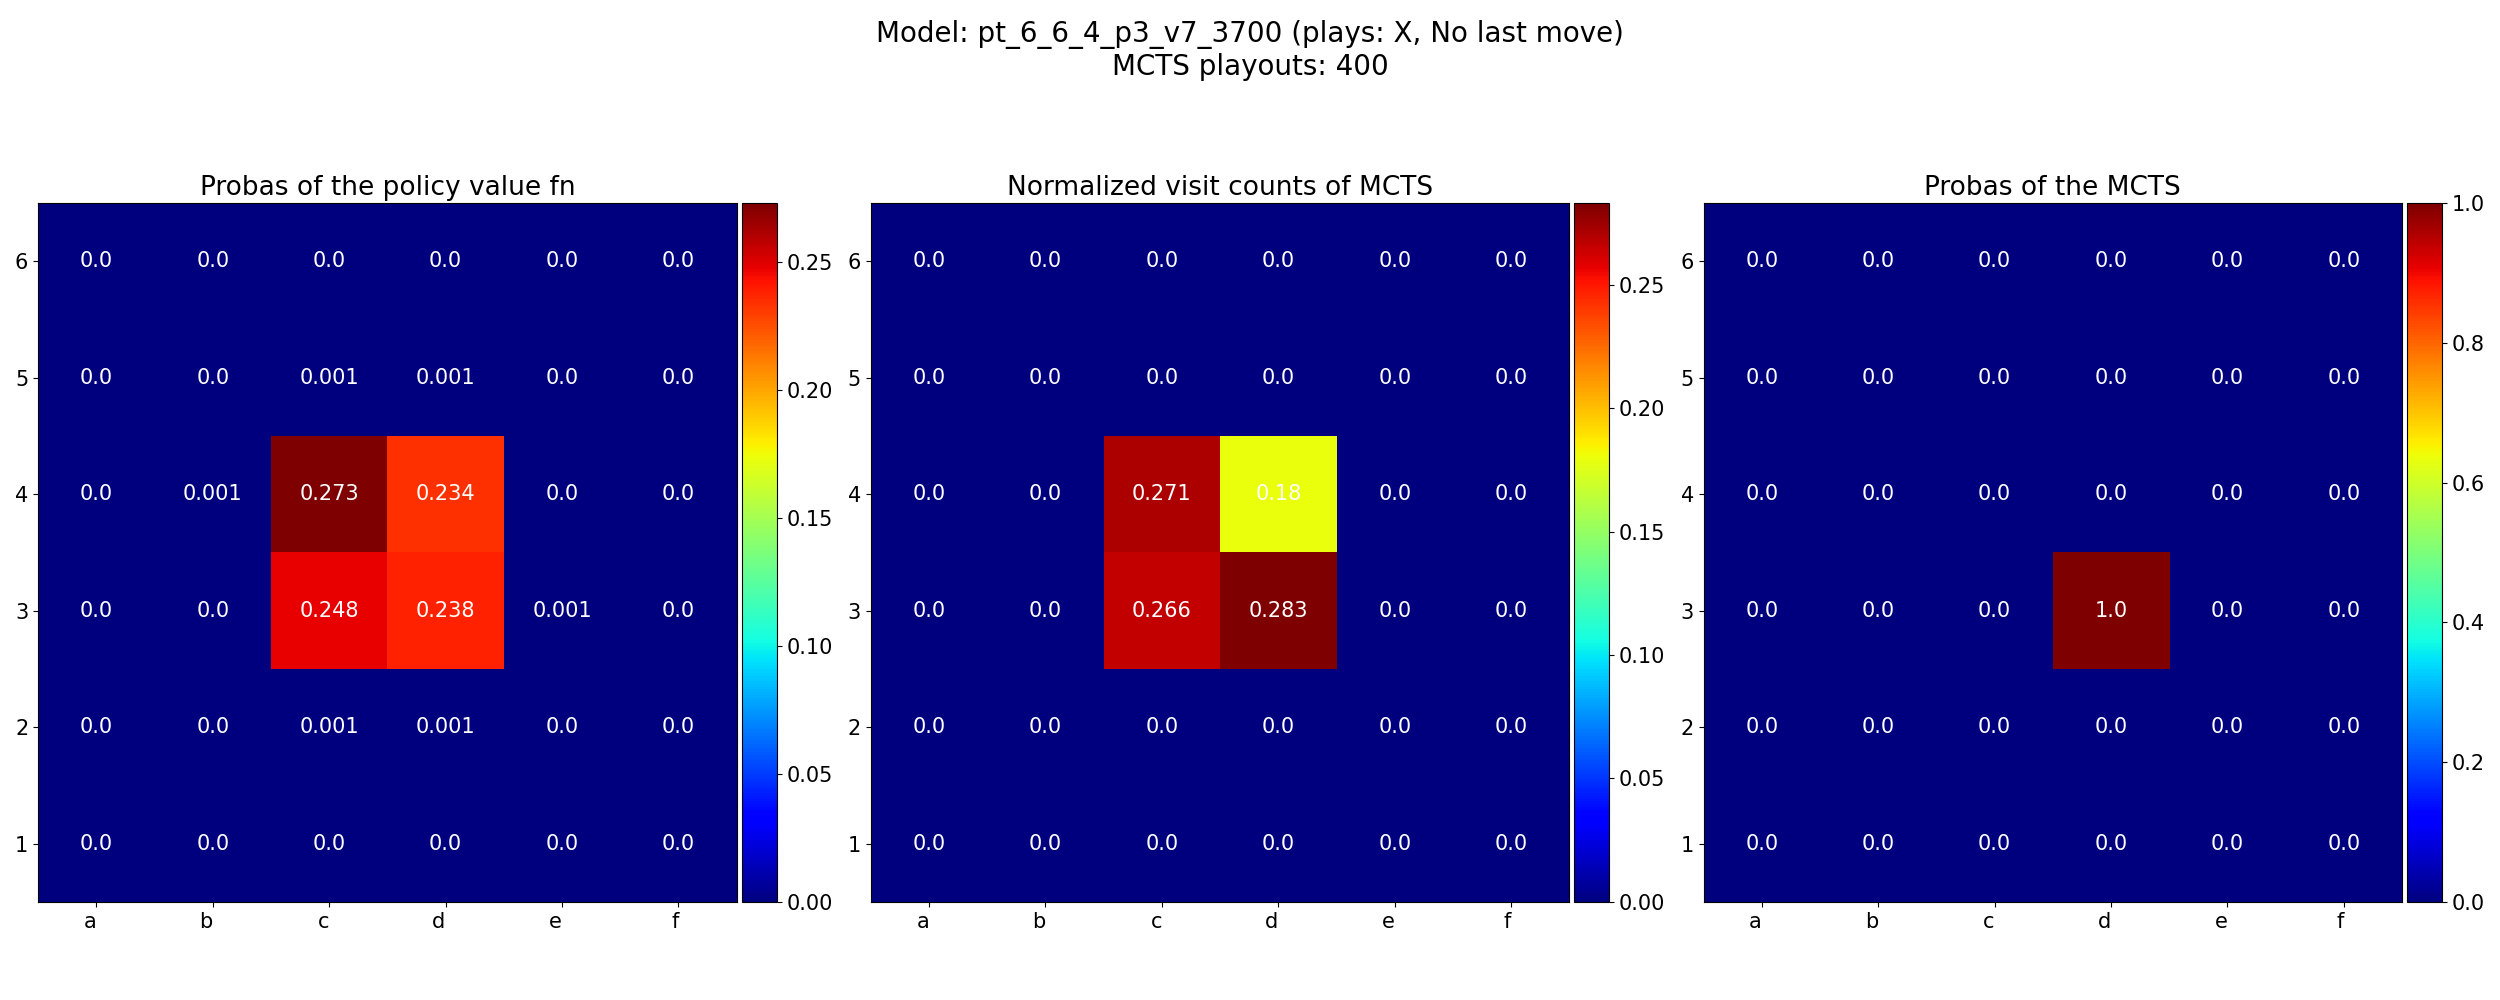 Model: pt_6_6_4_p3_v7_3700 (plays: X, No last move)
MCTS playouts: 400
Probas of the policy value fn
6 0.0 0.0 0.0 0.0 0.0 0.0
5 0.0 0.0 0.001 0.001 0.0 0.0
4 0.0 0.001 0.273 0.234 0.0 0.0
3 0.0 0.0 0.248 0.238 0.001 0.0
2 0.0 0.0 0.001 0.001 0.0 0.0
1 0.0 0.0 0.0 0.0 0.0 0.0
a b c d e f
0.25
0.20
0.15
0.10
0.05
0.00
Normalized visit counts of MCTS
6 0.0 0.0 0.0 0.0 0.0 0.0
5 0.0 0.0 0.0 0.0 0.0 0.0
4 0.0 0.0 0.271 0.18 0.0 0.0
3 0.0 0.0 0.266 0.283 0.0 0.0
2 0.0 0.0 0.0 0.0 0.0 0.0
1 0.0 0.0 0.0 0.0 0.0 0.0
a b c d e f
0.25
0.20
0.15
0.10
0.05
0.00
Probas of the MCTS
6 0.0 0.0 0.0 0.0 0.0 0.0
5 0.0 0.0 0.0 0.0 0.0 0.0
4 0.0 0.0 0.0 0.0 0.0 0.0
3 0.0 0.0 0.0 1.0 0.0 0.0
2 0.0 0.0 0.0 0.0 0.0 0.0
1 0.0 0.0 0.0 0.0 0.0 0.0
a b c d e f
1.0
0.8
0.6
0.4
0.2
0.0